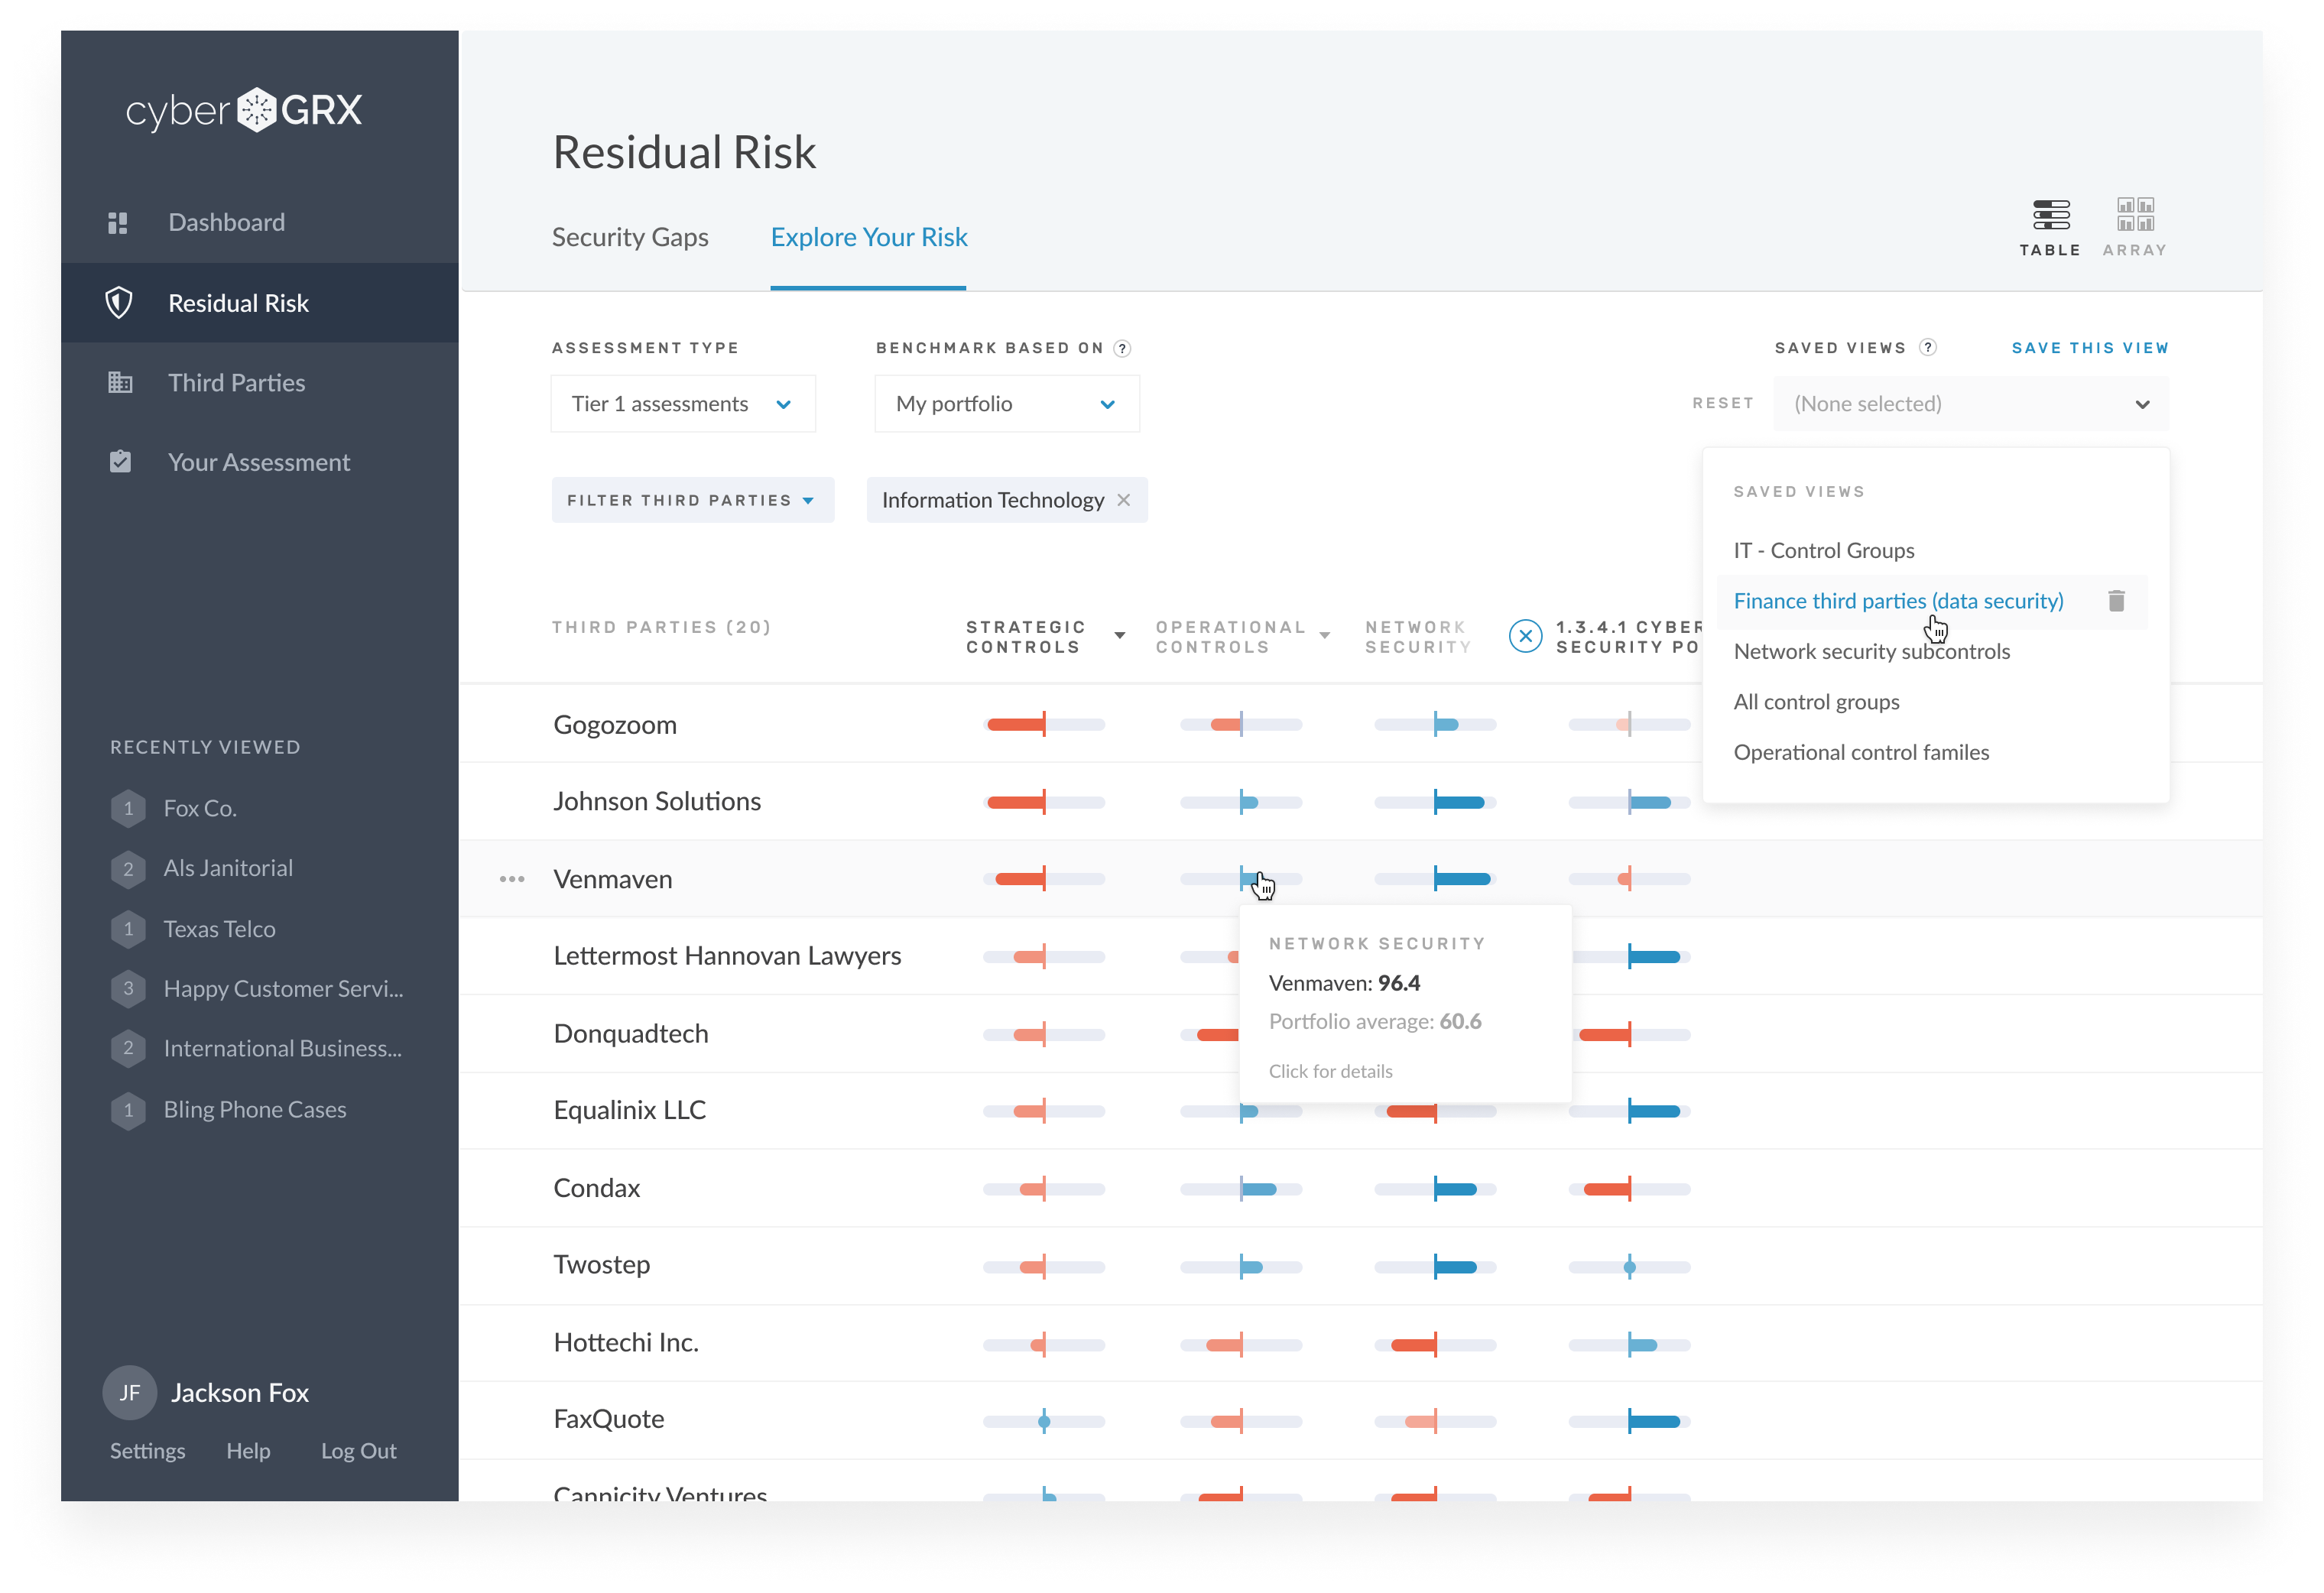 cyber GRX
Dashboard
Residual Risk
Third Parties
Your Assessment
RECENTLY VIEWED
1 Fox Co.
2 Als Janitorial
1 Texas Telco
3 Happy Customer Servi...
2 International Business...
1 Bling Phone Cases
JF Jackson Fox
Settings Help Log Out
Residual Risk
Security Gaps Explore Your Risk
TABLE ARRAY
ASSESSMENT TYPE BENCHMARK BASED ON ? SAVED VIEWS ? SAVE THIS VIEW
Tier 1 assessments My portfolio RESET (None selected)
FILTER THIRD PARTIES Information Technology
SAVED VIEWS
IT - Control Groups
Finance third parties (data security)
Network security subcontrols
All control groups
Operational control familes
THIRD PARTIES (20)
STRATEGIC
CONTROLS
OPERATIONAL
CONTROLS
NETWORK
SECURITY
1.3.4.1 CYBER
SECURITY PO
Gogozoom
Johnson Solutions
Venmaven
NETWORK SECURITY
Venmaven: 96.4
Portfolio average: 60.6
Click for details
Lettermost Hannovan Lawyers
Donquadtech
Equalinix LLC
Condax
Twostep
Hottechi Inc.
FaxQuote
Cannicity Ventures